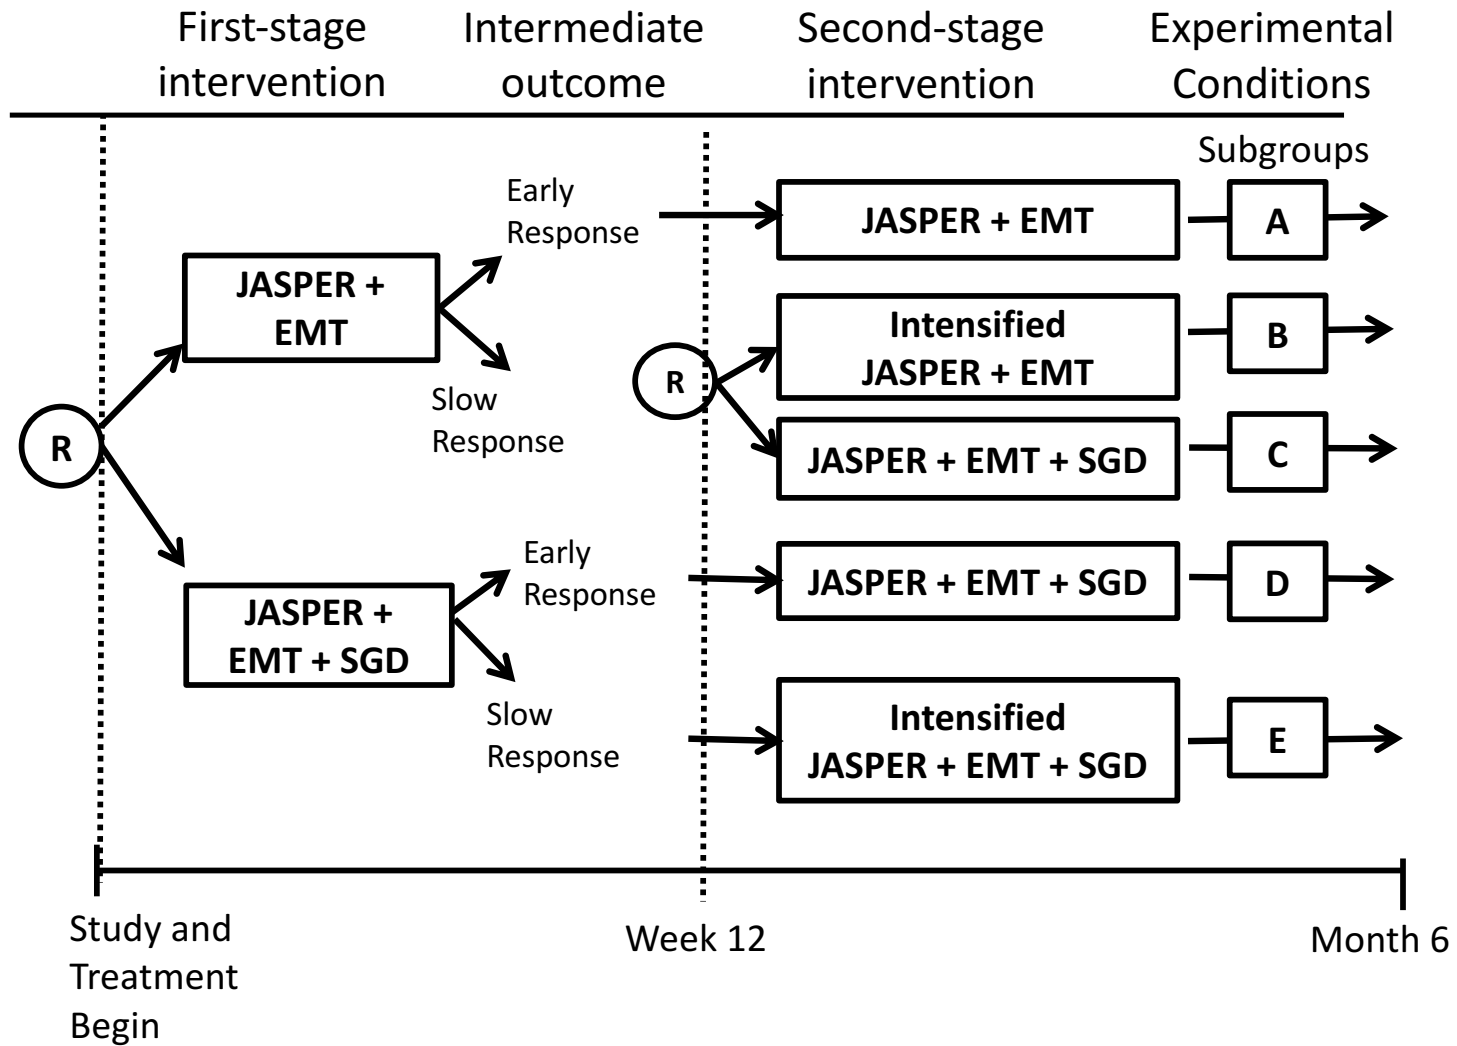 First-stage
intervention
Intermediate
outcome
Second-stage
intervention
Experimental
Conditions
Subgroups
Early
Response
JASPER + EMT
A
JASPER +
EMT
Intensified
JASPER + EMT
B
R
Slow
Response
R
JASPER + EMT + SGD
C
Early
Response
JASPER + EMT + SGD
D
JASPER +
EMT + SGD
Slow
Response
Intensified
JASPER + EMT + SGD
E
Study and
Treatment
Begin
Week 12
Month 6